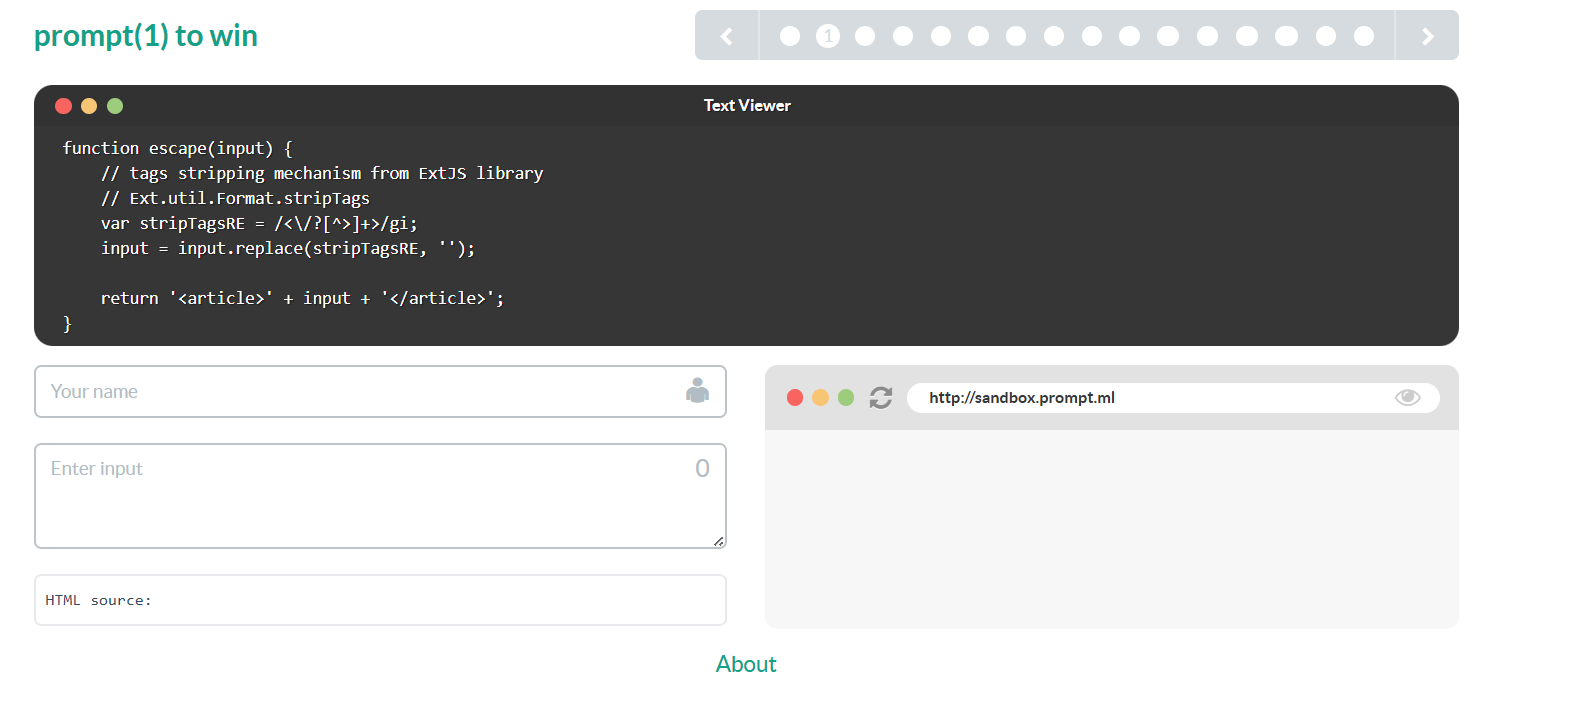 prompt(1) to win
1
Text Viewer
function escape(input) {
    // tags stripping mechanism from ExtJS library
    // Ext.util.Format.stripTags
    var stripTagsRE = /<\/?[^>]+>/gi;
    input = input.replace(stripTagsRE, '');
    return '<article>' + input + '</article>';
}
Your name
http://sandbox.prompt.ml
Enter input 0
HTML source:
About